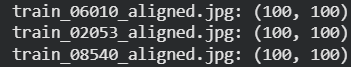 train_06010_aligned.jpg: (100, 100)
train_02053_aligned.jpg: (100, 100)
train_08540_aligned.jpg: (100, 100)